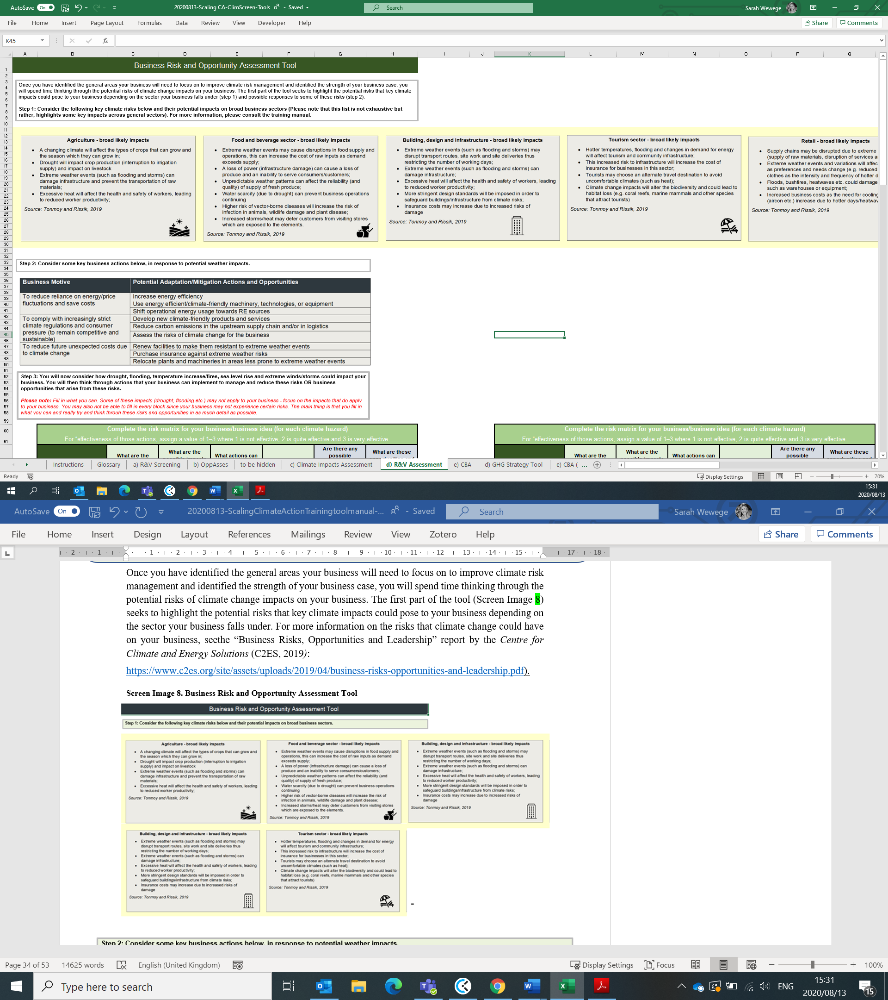 AutoSave On 20200813-Scaling CA-ClimScreen-Tools - Saved Search Sarah Wewege
File Home Insert Page Layout Formulas Data Review View Developer Help Share Comments
K45 fx
A B C D E F G H I J K L M N O P Q
Business Risk and Opportunity Assessment Tool
Once you have identified the general areas your business will need to focus on to improve climate risk management and identified the strength of your business case, you
will spend time thinking through the potential risks of climate change impacts on your business. The first part of the tool seeks to highlight the potential risks that key climate
impacts could pose to your business depending on the sector your business falls under (step 1) and possible responses to some of these risks (step 2).
Step 1: Consider the following key climate risks below and their potential impacts on broad business sectors (Please note that this list is not exhaustive but
rather, highlights some key impacts across general sectors). For more information, please consult the training manual.
Agriculture - broad likely impacts
• A changing climate will affect the types of crops that can grow and
the season which they can grow in;
• Drought will impact crop production (interruption to irrigation
supply) and impact on livestock
• Extreme weather events (such as flooding and storms) can
damage infrastructure and prevent the transportation of raw
materials;
• Excessive heat will affect the health and safety of workers, leading
to reduced worker productivity;
Source: Tonmoy and Rissik, 2019
Food and beverage sector - broad likely impacts
• Extreme weather events may cause disruptions in food supply and
operations, this can increase the cost of raw inputs as demand
exceeds supply;
• A loss of power (infrastructure damage) can cause a loss of
produce and an inability to serve consumers/customers;
• Unpredictable weather patterns can affect the reliability (and
quality) of supply of fresh produce;
• Water scarcity (due to drought) can prevent business operations
continuing
• Higher risk of vector-borne diseases will increase the risk of
infection in animals, wildlife damage and plant disease;
• Increased storms/heat may deter customers from visiting stores
which are exposed to the elements.
Source: Tonmoy and Rissik, 2019
Building, design and infrastructure - broad likely impacts
• Extreme weather events (such as flooding and storms) may
disrupt transport routes, site work and site deliveries thus
restricting the number of working days;
• Extreme weather events (such as flooding and storms) can
damage infrastructure;
• Excessive heat will affect the health and safety of workers, leading
to reduced worker productivity;
• More stringent design standards will be imposed in order to
safeguard buildings/infrastructure from climate risks;
• Insurance costs may increase due to increased risks of
damage
Source: Tonmoy and Rissik, 2019
Tourism sector - broad likely impacts
• Hotter temperatures, flooding and changes in demand for energy
will affect tourism and community infrastructure;
• This increased risk to infrastructure will increase the cost of
insurance for businesses in this sector;
• Tourists may choose an alternate travel destination to avoid
uncomfortable climates (such as heat);
• Climate change impacts will alter the biodiversity and could lead to
habitat loss (e.g. coral reefs, marine mammals and other species
that attract tourists)
Source: Tonmoy and Rissik, 2019
Retail - broad likely impacts
• Supply chains may be disrupted due to extreme
(supply of raw materials, disruption of services a
• Extreme weather events and variations will affec
as preferences and needs change (e.g. reduced
clothes as the intensity and frequency of hotter d
• Floods, bushfires, heatwaves etc. could damage
such as warehouses or equipment;
• Increased business costs as the need for cooling
(aircon etc.) increase due to hotter days/heatwav
Source: Tonmoy and Rissik, 2019
Step 2: Consider some key business actions below, in response to potential weather impacts.
Business Motive Potential Adaptation/Mitigation Actions and Opportunities
To reduce reliance on energy/price
fluctuations and save costs
Increase energy efficiency
Use energy efficient/climate-friendly machinery, technologies, or equipment
Shift operational energy usage towards RE sources
To comply with increasingly strict
climate regulations and consumer
pressure (to remain competitive and
sustainable)
Develop new climate-friendly products and services
Reduce carbon emissions in the upstream supply chain and/or in logistics
Assess the risks of climate change for the business
To reduce future unexpected costs due
to climate change
Renew facilities to make them resistant to extreme weather events
Purchase insurance against extreme weather risks
Relocate plants and machineries in areas less prone to extreme weather events
Step 3: You will now consider how drought, flooding, temperature increase/fires, sea-level rise and extreme winds/storms could impact your
business. You will then think through actions that your business can implement to manage and reduce these risks OR business
opportunities that arise from these risks.
Please note: Fill in what you can. Some of these impacts (drought, flooding etc.) may not apply to your business - focus on the impacts that do apply
to your business. You may also not be able to fill in every block since your business may not experience certain risks. The main thing is that you fill in
what you can and really try and think throuh these risks and opportunities in as much detail as possible.
Complete the risk matrix for your business/business idea (for each climate hazard)
For "effectiveness of those actions, assign a value of 1–3 where 1 is not effective, 2 is quite effective and 3 is very effective.
What are the
What are the
What actions can
Are there any
possible
What are these
Complete the risk matrix for your business/business idea (for each climate hazard)
For "effectiveness of those actions, assign a value of 1–3 where 1 is not effective, 2 is quite effective and 3 is very effective.
What are the
What are the
What actions can
Are there any
possible
What are these
Instructions Glossary a) R&V Screening b) OppAsses to be hidden c) Climate Impacts Assessment d) R&V Assessment e) CBA d) GHG Strategy Tool e) CBA ( ...
Ready Display Settings 70%
15:31
2020/08/13
AutoSave On 20200813-ScalingClimateActionTrainingtoolmanual-... - Saved Search Sarah Wewege
File Home Insert Design Layout References Mailings Review View Zotero Help Share Comments
2 1 1 2 3 4 5 6 7 8 9 10 11 12 13 14 15 17 18
Once you have identified the general areas your business will need to focus on to improve climate risk
management and identified the strength of your business case, you will spend time thinking through the
potential risks of climate change impacts on your business. The first part of the tool (Screen Image 8)
seeks to highlight the potential risks that key climate impacts could pose to your business depending on
the sector your business falls under. For more information on the risks that climate change could have
on your business, seethe “Business Risks, Opportunities and Leadership” report by the Centre for
Climate and Energy Solutions (C2ES, 2019):
https://www.c2es.org/site/assets/uploads/2019/04/business-risks-opportunities-and-leadership.pdf).
Screen Image 8. Business Risk and Opportunity Assessment Tool
Business Risk and Opportunity Assessment Tool
Step 1: Consider the following key climate risks below and their potential impacts on broad business sectors.
Agriculture - broad likely impacts
• A changing climate will affect the types of crops that can grow and
the season which they can grow in;
• Drought will impact crop production (interruption to irrigation
supply) and impact on livestock
• Extreme weather events (such as flooding and storms) can
damage infrastructure and prevent the transportation of raw
materials;
• Excessive heat will affect the health and safety of workers, leading
to reduced worker productivity;
Source: Tonmoy and Rissik, 2019
Food and beverage sector - broad likely impacts
• Extreme weather events may cause disruptions in food supply and
operations, this can increase the cost of raw inputs as demand
exceeds supply;
• A loss of power (infrastructure damage) can cause a loss of
produce and an inability to serve consumers/customers;
• Unpredictable weather patterns can affect the reliability (and
quality) of supply of fresh produce;
• Water scarcity (due to drought) can prevent business operations
continuing
• Higher risk of vector-borne diseases will increase the risk of
infection in animals, wildlife damage and plant disease;
• Increased storms/heat may deter customers from visiting stores
which are exposed to the elements.
Source: Tonmoy and Rissik, 2019
Building, design and infrastructure - broad likely impacts
• Extreme weather events (such as flooding and storms) may
disrupt transport routes, site work and site deliveries thus
restricting the number of working days;
• Extreme weather events (such as flooding and storms) can
damage infrastructure;
• Excessive heat will affect the health and safety of workers, leading
to reduced worker productivity;
• More stringent design standards will be imposed in order to
safeguard buildings/infrastructure from climate risks;
• Insurance costs may increase due to increased risks of
damage
Source: Tonmoy and Rissik, 2019
Building, design and infrastructure - broad likely impacts
• Extreme weather events (such as flooding and storms) may
disrupt transport routes, site work and site deliveries thus
restricting the number of working days;
• Extreme weather events (such as flooding and storms) can
damage infrastructure;
• Excessive heat will affect the health and safety of workers, leading
to reduced worker productivity;
• More stringent design standards will be imposed in order to
safeguard buildings/infrastructure from climate risks;
• Insurance costs may increase due to increased risks of
damage
Source: Tonmoy and Rissik, 2019
Tourism sector - broad likely impacts
• Hotter temperatures, flooding and changes in demand for energy
will affect tourism and community infrastructure;
• This increased risk to infrastructure will increase the cost of
insurance for businesses in this sector;
• Tourists may choose an alternate travel destination to avoid
uncomfortable climates (such as heat);
• Climate change impacts will alter the biodiversity and could lead to
habitat loss (e.g. coral reefs, marine mammals and other species
that attract tourists)
Source: Tonmoy and Rissik, 2019
=
Step 2: Consider some key business actions below, in response to potential weather impacts.
Page 34 of 53 14625 words English (United Kingdom) Display Settings Focus 100%
Type here to search ENG 15:31
2020/08/13 15